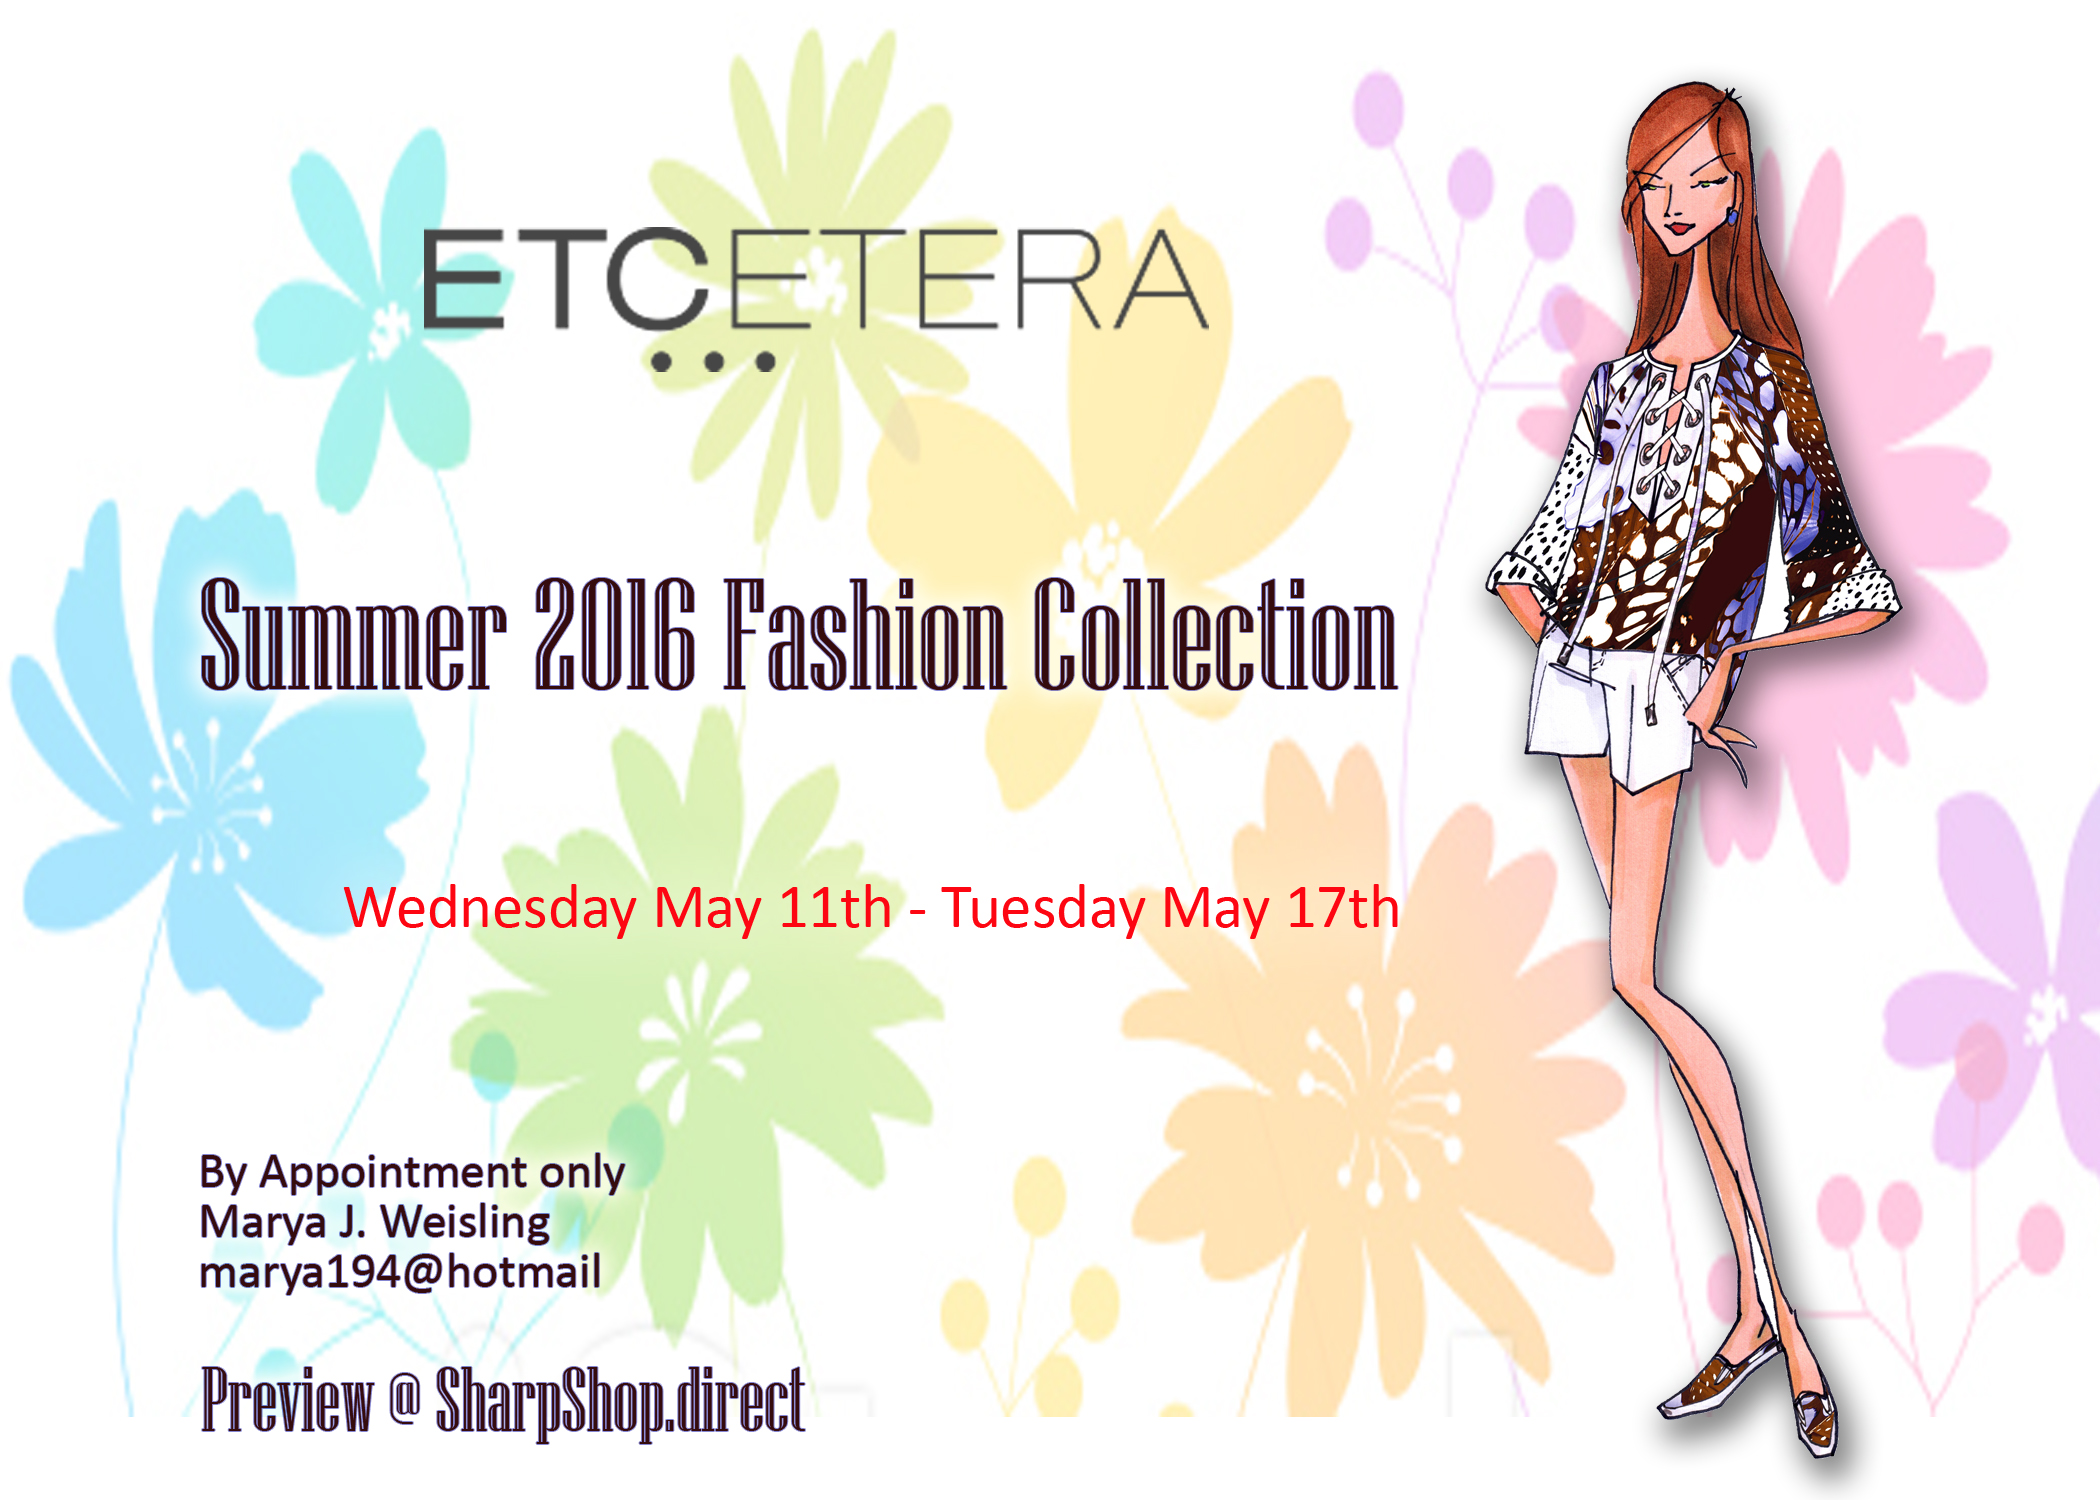 ETCETERA
...
Summer 2016 Fashion Collection
Wednesday May 11th - Tuesday May 17th
By Appointment only
Marya J. Weisling
marya194@hotmail
Preview @ SharpShop.direct